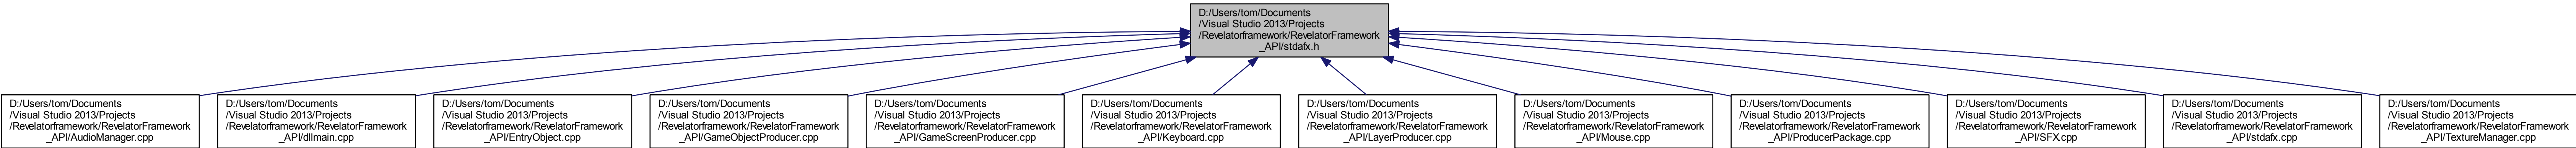 D:/Users/tom/Documents
/Visual Studio 2013/Projects
/Revelatorframework/RevelatorFramework
_API/stdafx.h
D:/Users/tom/Documents
/Visual Studio 2013/Projects
/Revelatorframework/RevelatorFramework
_API/AudioManager.cpp
D:/Users/tom/Documents
/Visual Studio 2013/Projects
/Revelatorframework/RevelatorFramework
_API/dllmain.cpp
D:/Users/tom/Documents
/Visual Studio 2013/Projects
/Revelatorframework/RevelatorFramework
_API/EntryObject.cpp
D:/Users/tom/Documents
/Visual Studio 2013/Projects
/Revelatorframework/RevelatorFramework
_API/GameObjectProducer.cpp
D:/Users/tom/Documents
/Visual Studio 2013/Projects
/Revelatorframework/RevelatorFramework
_API/GameScreenProducer.cpp
D:/Users/tom/Documents
/Visual Studio 2013/Projects
/Revelatorframework/RevelatorFramework
_API/Keyboard.cpp
D:/Users/tom/Documents
/Visual Studio 2013/Projects
/Revelatorframework/RevelatorFramework
_API/LayerProducer.cpp
D:/Users/tom/Documents
/Visual Studio 2013/Projects
/Revelatorframework/RevelatorFramework
_API/Mouse.cpp
D:/Users/tom/Documents
/Visual Studio 2013/Projects
/Revelatorframework/RevelatorFramework
_API/ProducerPackage.cpp
D:/Users/tom/Documents
/Visual Studio 2013/Projects
/Revelatorframework/RevelatorFramework
_API/SFX.cpp
D:/Users/tom/Documents
/Visual Studio 2013/Projects
/Revelatorframework/RevelatorFramework
_API/stdafx.cpp
D:/Users/tom/Documents
/Visual Studio 2013/Projects
/Revelatorframework/RevelatorFramework
_API/TextureManager.cpp